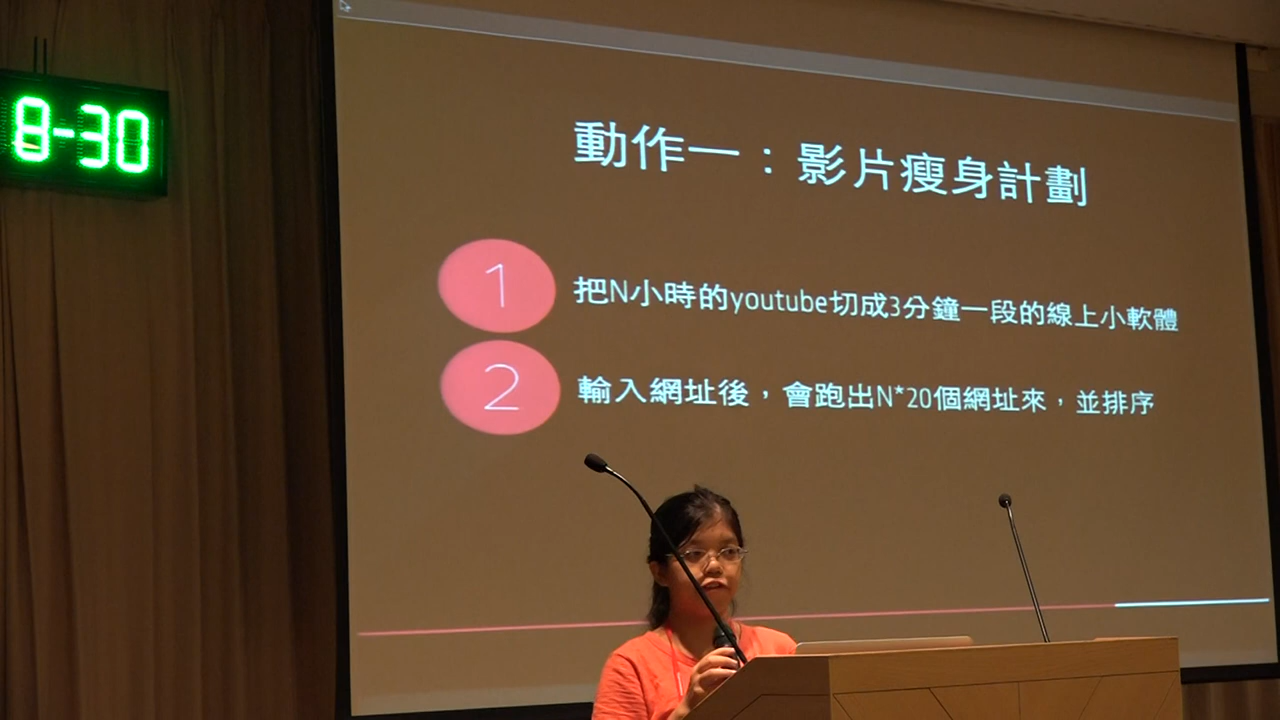 8-30
動作一：影片瘦身計劃
1
把N小時的youtube切成3分鐘一段的線上小軟體
2
輸入網址後，會跑出N*20個網址來，並排序